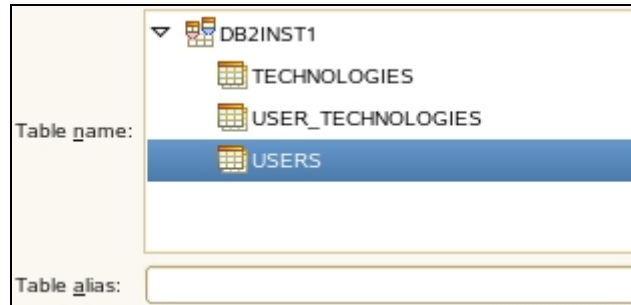 DB2INST1
TECHNOLOGIES
Table name:
USER_TECHNOLOGIES
USERS
Table alias: